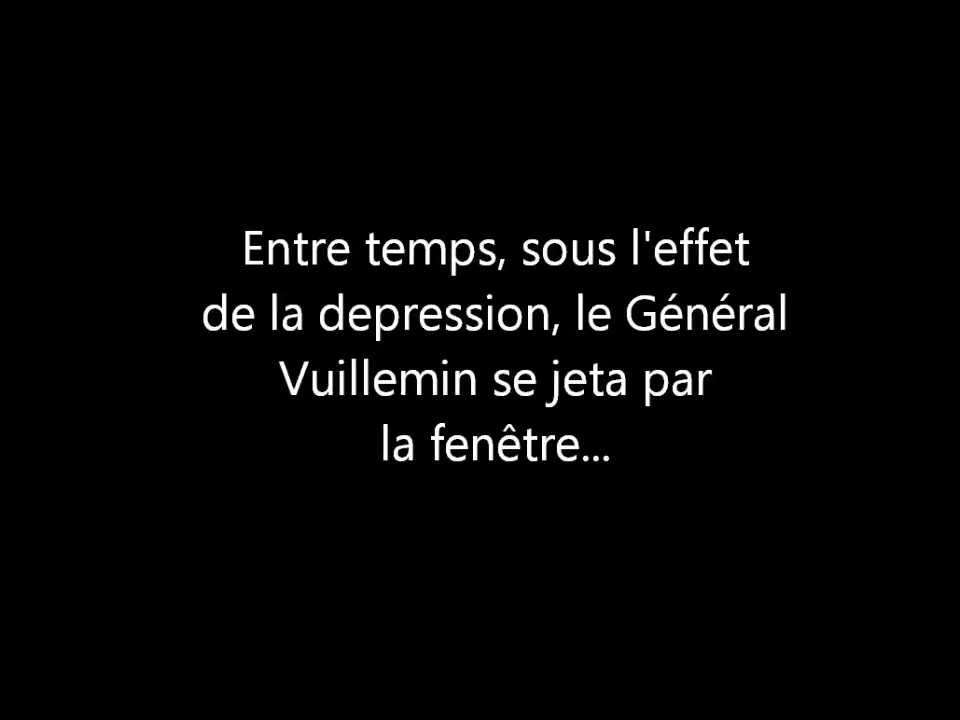 Entre temps, sous l'effet
de la depression, le Général
Vuillemin se jeta par
la fenêtre...